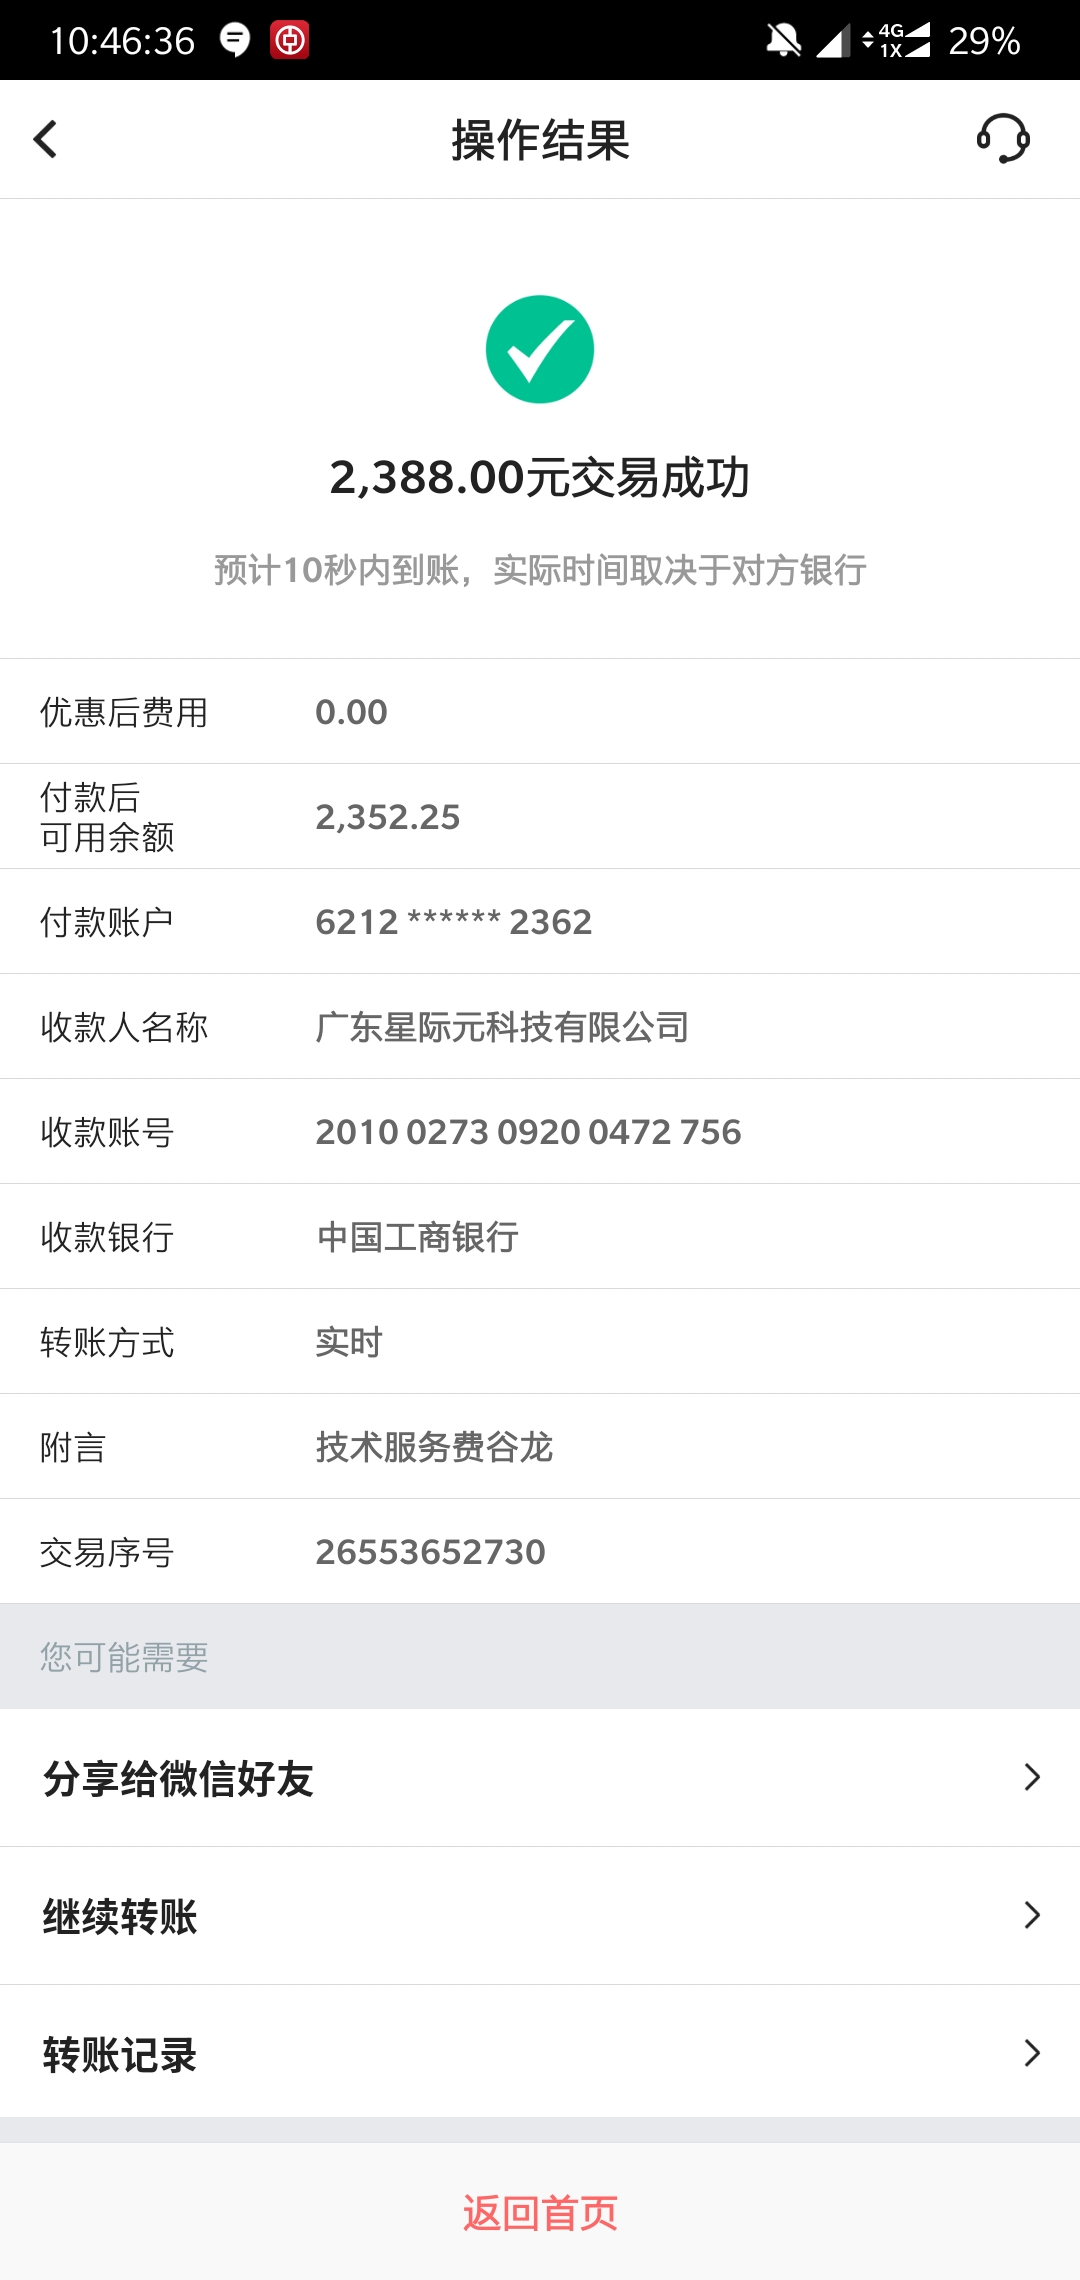 10:46:36
4G
1X
29%
操作结果
2,388.00元交易成功
预计10秒内到账，实际时间取决于对方银行
优惠后费用 0.00
付款后
可用余额 2,352.25
付款账户 6212 ****** 2362
收款人名称 广东星际元科技有限公司
收款账号 2010 0273 0920 0472 756
收款银行 中国工商银行
转账方式 实时
附言 技术服务费谷龙
交易序号 26553652730
您可能需要
分享给微信好友
继续转账
转账记录
返回首页